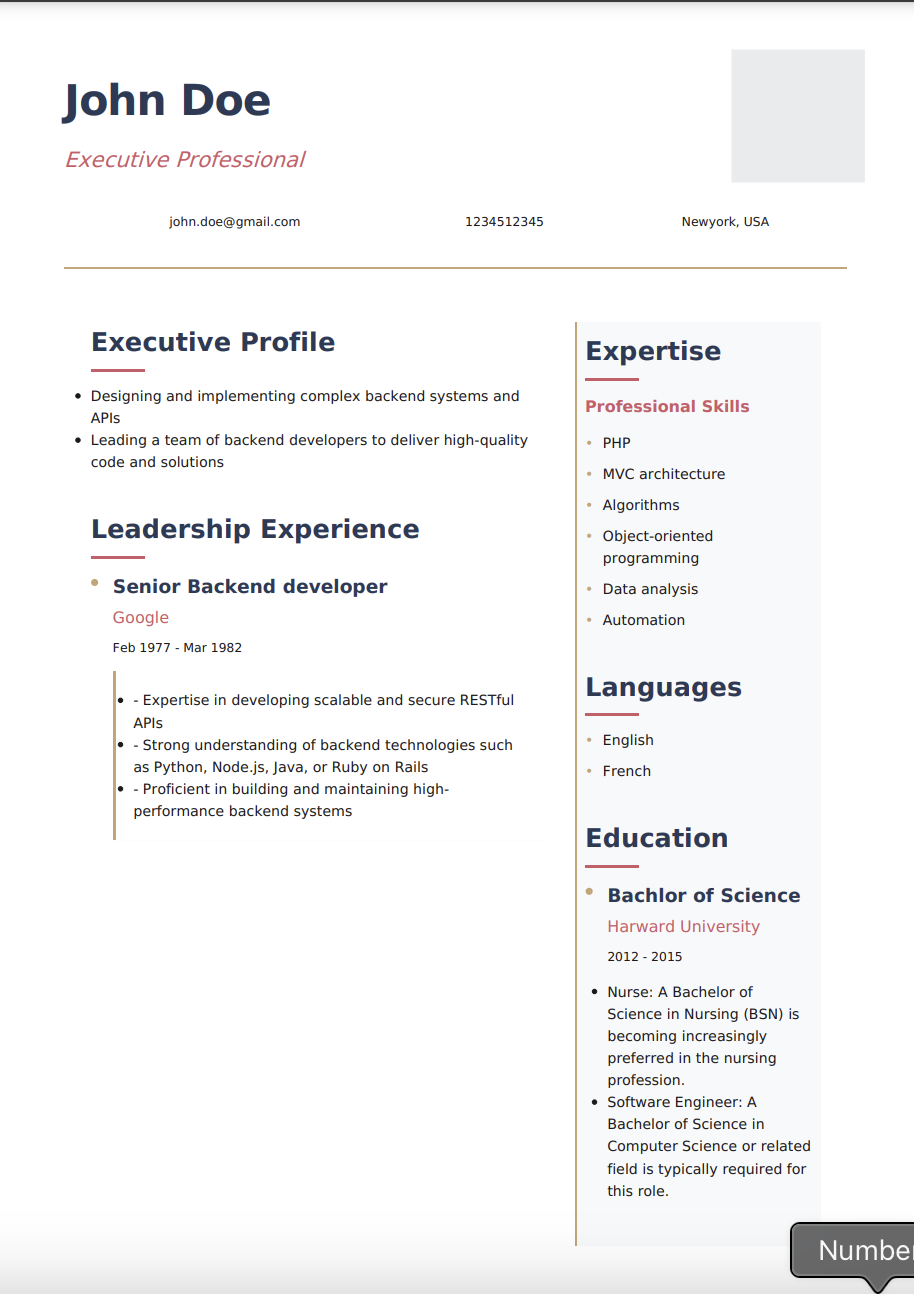 John Doe
Executive Professional
john.doe@gmail.com 1234512345 Newyork, USA
Executive Profile
• Designing and implementing complex backend systems and
APIs
• Leading a team of backend developers to deliver high-quality
code and solutions
Leadership Experience
• Senior Backend developer
Google
Feb 1977 - Mar 1982
• - Expertise in developing scalable and secure RESTful
APIs
• - Strong understanding of backend technologies such
as Python, Node.js, Java, or Ruby on Rails
• - Proficient in building and maintaining high-
performance backend systems
Expertise
Professional Skills
• PHP
• MVC architecture
• Algorithms
• Object-oriented
programming
• Data analysis
• Automation
Languages
• English
• French
Education
• Bachlor of Science
Harward University
2012 - 2015
• Nurse: A Bachelor of
Science in Nursing (BSN) is
becoming increasingly
preferred in the nursing
profession.
• Software Engineer: A
Bachelor of Science in
Computer Science or related
field is typically required for
this role.
Number